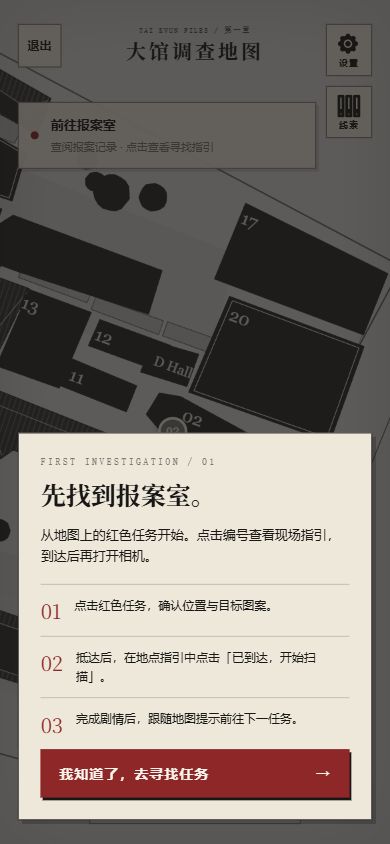 TAI KWUN FILES / 第一章
退出
大馆调查地图
设置
线索
前往报案室
查阅报案记录 · 点击查看寻找指引
17
13
20
12
D Hall
11
02
02
FIRST INVESTIGATION / 01
先找到报案室。
从地图上的红色任务开始。点击编号查看现场指引，
到达后再打开相机。
01 点击红色任务，确认位置与目标图案。
02 抵达后，在地点指引中点击「已到达，开始扫
描」。
03 完成剧情后，跟随地图提示前往下一任务。
我知道了，去寻找任务 →